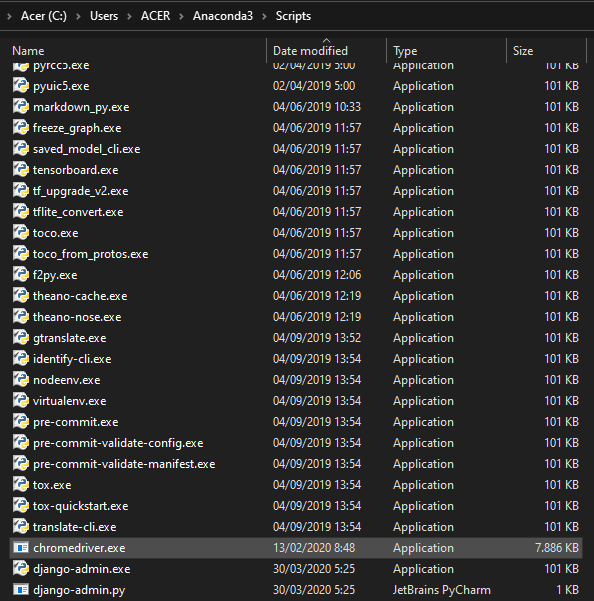 Acer (C:) > Users > ACER > Anaconda3 > Scripts
Name Date modified Type Size
pyrcc5.exe 02/04/2019 5:00 Application 101 KB
pyuic5.exe 02/04/2019 5:00 Application 101 KB
markdown_py.exe 04/06/2019 10:33 Application 101 KB
freeze_graph.exe 04/06/2019 11:57 Application 101 KB
saved_model_cli.exe 04/06/2019 11:57 Application 101 KB
tensorboard.exe 04/06/2019 11:57 Application 101 KB
tf_upgrade_v2.exe 04/06/2019 11:57 Application 101 KB
tflite_convert.exe 04/06/2019 11:57 Application 101 KB
toco.exe 04/06/2019 11:57 Application 101 KB
toco_from_protos.exe 04/06/2019 11:57 Application 101 KB
f2py.exe 04/06/2019 12:06 Application 101 KB
theano-cache.exe 04/06/2019 12:19 Application 101 KB
theano-nose.exe 04/06/2019 12:19 Application 101 KB
gtranslate.exe 04/09/2019 13:52 Application 101 KB
identify-cli.exe 04/09/2019 13:54 Application 101 KB
nodeenv.exe 04/09/2019 13:54 Application 101 KB
virtualenv.exe 04/09/2019 13:54 Application 101 KB
pre-commit.exe 04/09/2019 13:54 Application 101 KB
pre-commit-validate-config.exe 04/09/2019 13:54 Application 101 KB
pre-commit-validate-manifest.exe 04/09/2019 13:54 Application 101 KB
tox.exe 04/09/2019 13:54 Application 101 KB
tox-quickstart.exe 04/09/2019 13:54 Application 101 KB
translate-cli.exe 04/09/2019 13:54 Application 101 KB
chromedriver.exe 13/02/2020 8:48 Application 7.886 KB
django-admin.exe 30/03/2020 5:25 Application 101 KB
django-admin.py 30/03/2020 5:25 JetBrains PyCharm 1 KB